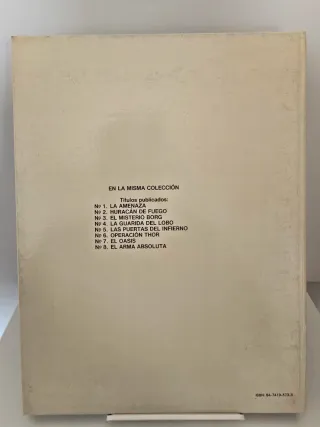 EN LA MISMA COLECCIÓN
Títulos publicados:
Nº 1. LA AMENAZA
Nº 2. HURACÁN DE FUEGO
Nº 3. EL MISTERIO BORG
Nº 4. LA GUARIDA DEL LOBO
Nº 5. LAS PUERTAS DEL INFIERNO
Nº 6. OPERACIÓN THOR
Nº 7. EL OASIS
Nº 8. EL ARMA ABSOLUTA
ISBN